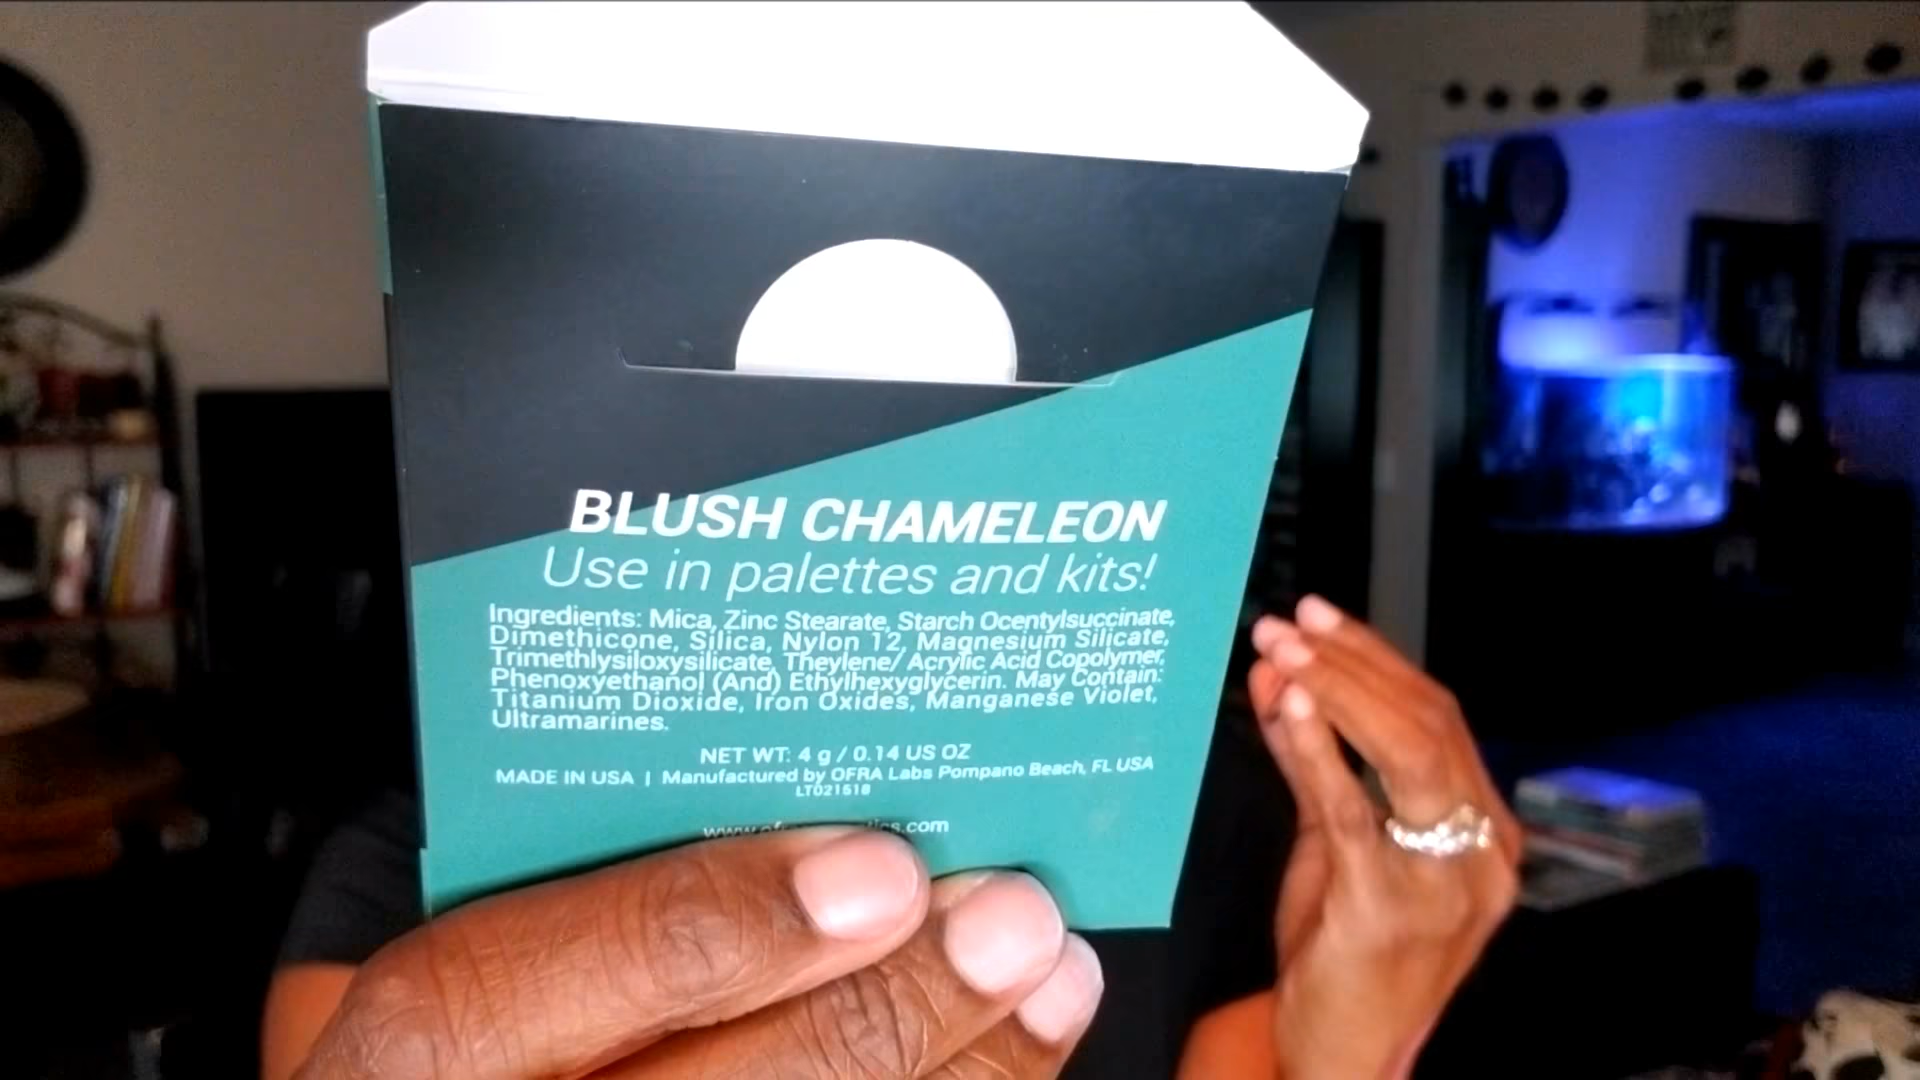 BLUSH CHAMELEON
Use in palettes and kits!
Ingredients: Mica, Zinc Stearate, Starch Ocentylsuccinate,
Dimethicone, Silica, Nylon 12, Magnesium Silicate,
Trimethlysiloxysilicate, Theylene/ Acrylic Acid Copolymer,
Phenoxyethanol (And) Ethylhexyglycerin. May Contain:
Titanium Dioxide, Iron Oxides, Manganese Violet,
Ultramarines.
NET WT: 4 g / 0.14 US OZ
MADE IN USA | Manufactured by OFRA Labs Pompano Beach, FL USA
LT021518